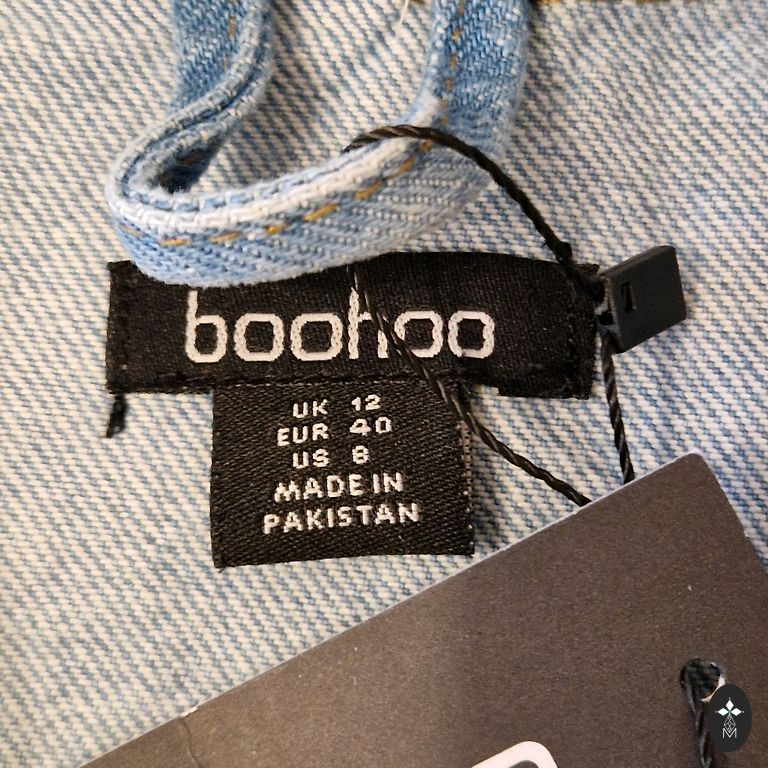 boohoo
UK 12
EUR 40
US 8
MADE IN
PAKISTAN
M